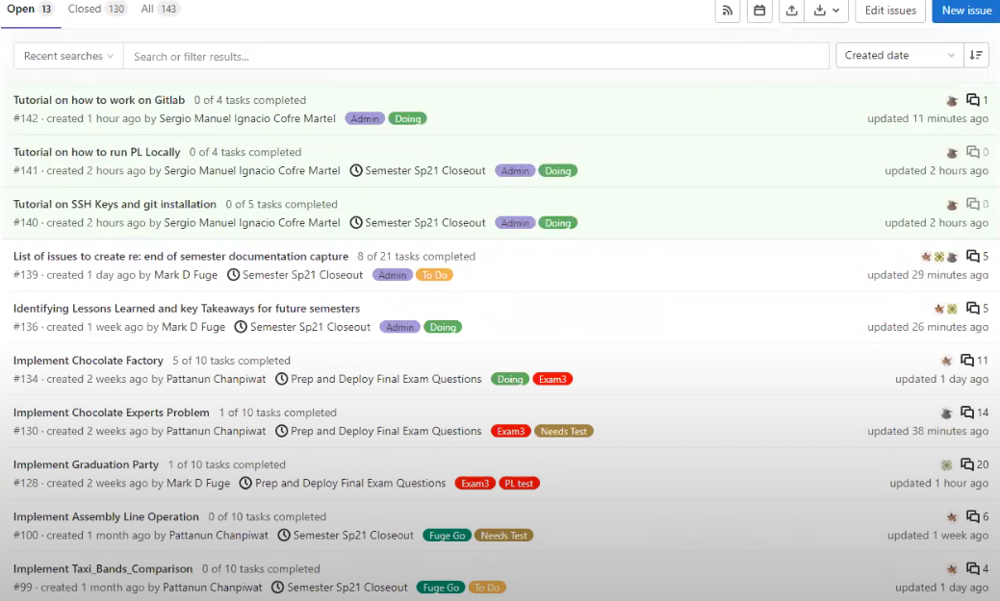 Open 13 Closed 130 All 143 Edit issues New issue
Recent searches Search or filter results... Created date
Tutorial on how to work on Gitlab 0 of 4 tasks completed 1
#142 · created 1 hour ago by Sergio Manuel Ignacio Cofre Martel Admin Doing updated 11 minutes ago
Tutorial on how to run PL Locally 0 of 4 tasks completed 0
#141 · created 2 hours ago by Sergio Manuel Ignacio Cofre Martel Semester Sp21 Closeout Admin Doing updated 2 hours ago
Tutorial on SSH Keys and git installation 0 of 5 tasks completed 0
#140 · created 2 hours ago by Sergio Manuel Ignacio Cofre Martel Semester Sp21 Closeout Admin Doing updated 2 hours ago
List of issues to create re: end of semester documentation capture 8 of 21 tasks completed 5
#139 · created 1 day ago by Mark D Fuge Semester Sp21 Closeout Admin To Do updated 29 minutes ago
Identifying Lessons Learned and key Takeaways for future semesters 5
#136 · created 1 week ago by Mark D Fuge Semester Sp21 Closeout Admin Doing updated 26 minutes ago
Implement Chocolate Factory 5 of 10 tasks completed 11
#134 · created 2 weeks ago by Pattanun Chanpiwat Prep and Deploy Final Exam Questions Doing Exam3 updated 1 day ago
Implement Chocolate Experts Problem 1 of 10 tasks completed 14
#130 · created 2 weeks ago by Pattanun Chanpiwat Prep and Deploy Final Exam Questions Exam3 Needs Test updated 38 minutes ago
Implement Graduation Party 1 of 10 tasks completed 20
#128 · created 2 weeks ago by Mark D Fuge Prep and Deploy Final Exam Questions Exam3 PL test updated 1 hour ago
Implement Assembly Line Operation 0 of 10 tasks completed 6
#100 · created 1 month ago by Pattanun Chanpiwat Semester Sp21 Closeout Fuge Go Needs Test updated 1 week ago
Implement Taxi_Bands_Comparison 0 of 10 tasks completed 4
#99 · created 1 month ago by Pattanun Chanpiwat Semester Sp21 Closeout Fuge Go To Do updated 1 day ago